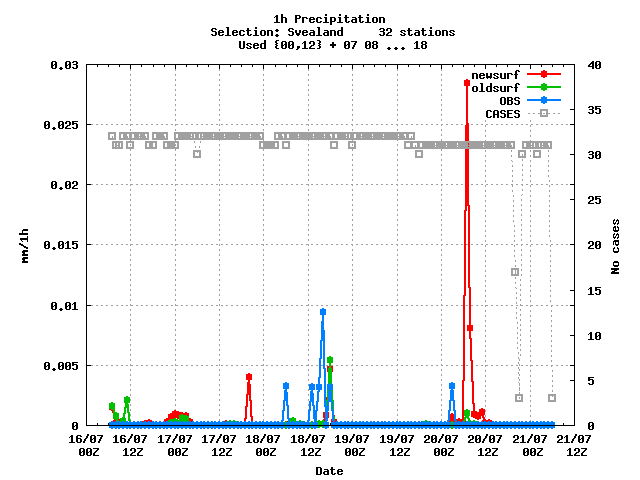 1h Precipitation
Selection: Svealand     32 stations
Used {00,12} + 07 08 ... 18
newsurf
oldsurf
OBS
CASES
0,03
0,025
0,02
0,015
0,01
0,005
0
mm/1h
40
35
30
25
20
15
10
5
0
No cases
16/07 16/07 17/07 17/07 18/07 18/07 19/07 19/07 20/07 20/07 21/07 21/07
00Z 12Z 00Z 12Z 00Z 12Z 00Z 12Z 00Z 12Z 00Z 12Z
Date